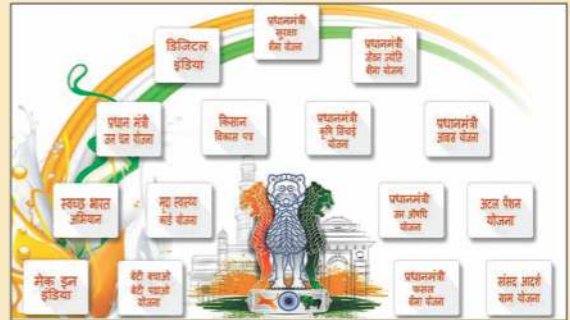 डिजिटल
इंडिया
प्रधानमंत्री
सुरक्षा
बीमा योजना
प्रधानमंत्री
जीवन ज्योति
बीमा योजना
प्रधान मंत्री
जन धन योजना
किसान
विकास पत्र
प्रधानमंत्री
कृषि सिंचाई
योजना
प्रधानमंत्री
आवास योजना
स्वच्छ भारत
अभियान
मृदा स्वास्थ्य
कार्ड योजना
प्रधानमंत्री
जन औषधि
योजना
अटल पेंशन
योजना
मेक इन
इंडिया
बेटी बचाओ
बेटी पढ़ाओ
योजना
प्रधानमंत्री
फसल
बीमा योजना
सांसद आदर्श
ग्राम योजना